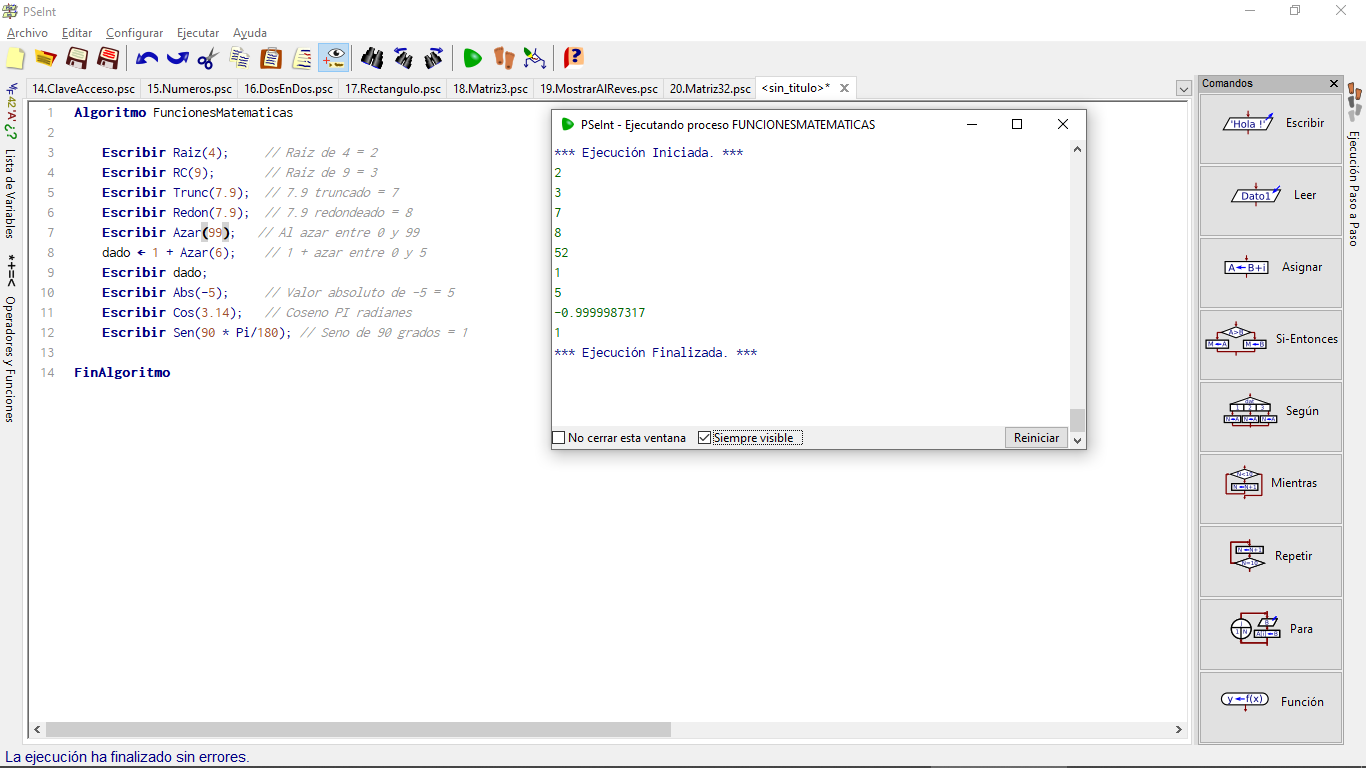 PSeInt
Archivo Editar Configurar Ejecutar Ayuda
14.ClaveAcceso.psc 15.Numeros.psc 16.DosEnDos.psc 17.Rectangulo.psc 18.Matriz3.psc 19.MostrarAlReves.psc 20.Matriz32.psc <sin_titulo>*
Lista de Variables
Operadores y Funciones
1 Algoritmo FuncionesMatematicas
2
3 Escribir Raiz(4); // Raiz de 4 = 2
4 Escribir RC(9); // Raiz de 9 = 3
5 Escribir Trunc(7.9); // 7.9 truncado = 7
6 Escribir Redon(7.9); // 7.9 redondeado = 8
7 Escribir Azar(99); // Al azar entre 0 y 99
8 dado ← 1 + Azar(6); // 1 + azar entre 0 y 5
9 Escribir dado;
10 Escribir Abs(-5); // Valor absoluto de -5 = 5
11 Escribir Cos(3.14); // Coseno PI radianes
12 Escribir Sen(90 * Pi/180); // Seno de 90 grados = 1
13
14 FinAlgoritmo
PSeInt - Ejecutando proceso FUNCIONESMATEMATICAS
*** Ejecución Iniciada. ***
2
3
7
8
52
1
5
-0.9999987317
1
*** Ejecución Finalizada. ***
No cerrar esta ventana Siempre visible Reiniciar
Comandos
'Hola !' Escribir
Dato1 Leer
A←B+i Asignar
A>B M←A M←B Si-Entonces
Según
Mientras
Repetir
Para
y←f(x) Función
Ejecución Paso a Paso
La ejecución ha finalizado sin errores.